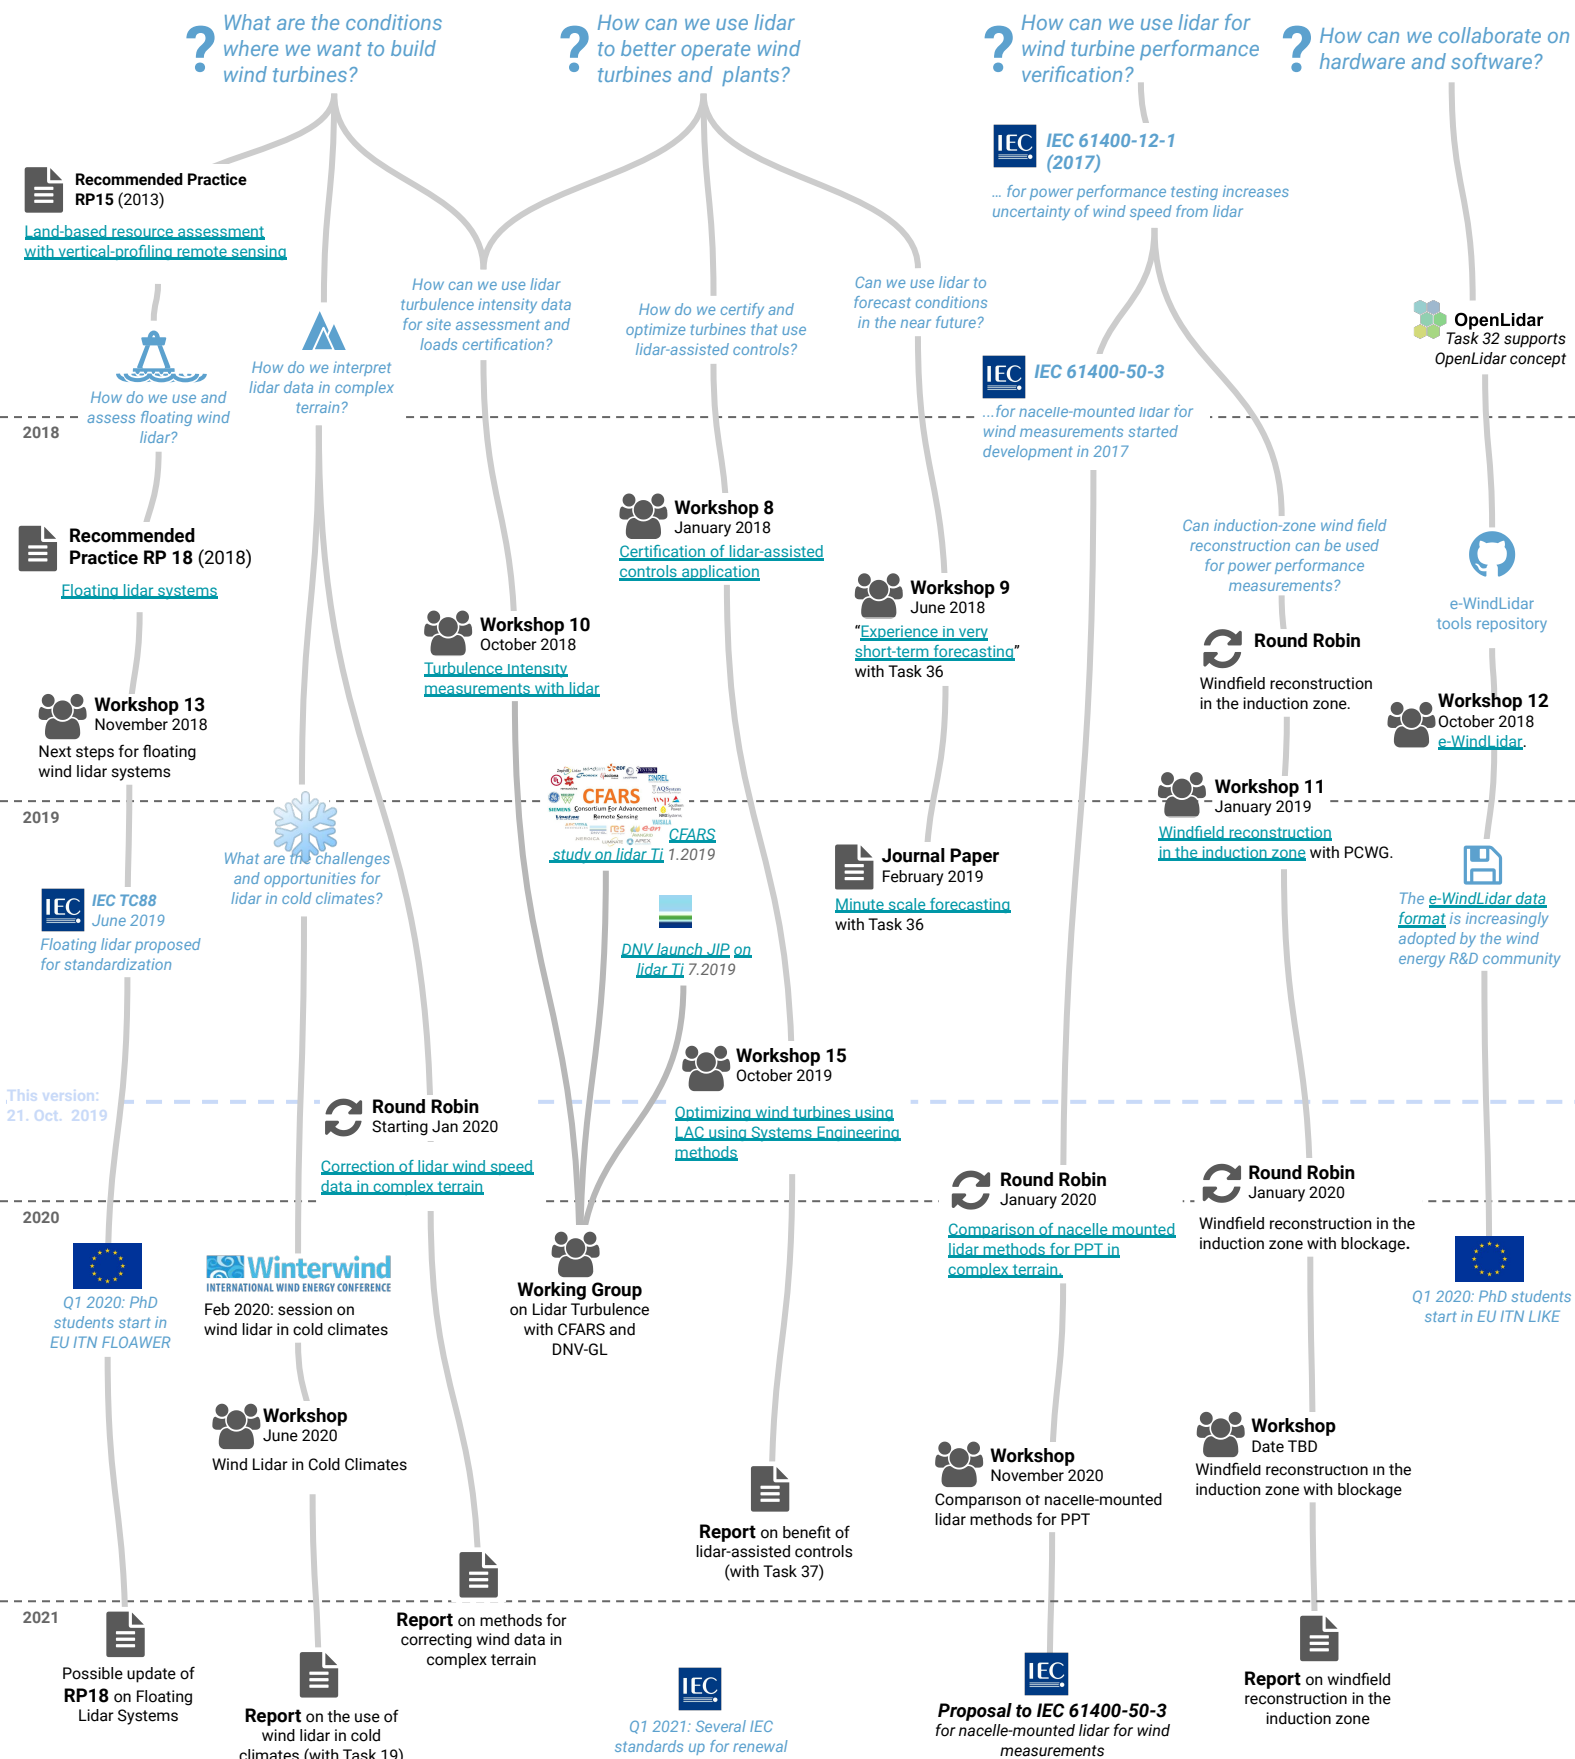 What are the conditions
where we want to build
wind turbines?
How can we use lidar
to better operate wind
turbines and plants?
How can we use lidar for
wind turbine performance
verification?
How can we collaborate on
hardware and software?
IEC
IEC 61400-12-1
(2017)
... for power performance testing increases
uncertainty of wind speed from lidar
Recommended Practice
RP15 (2013)
Land-based resource assessment
with vertical-profiling remote sensing
How can we use lidar
turbulence intensity data
for site assessment and
loads certification?
How do we certify and
optimize turbines that use
lidar-assisted controls?
Can we use lidar to
forecast conditions
in the near future?
OpenLidar
Task 32 supports
OpenLidar concept
How do we use and
assess floating wind
lidar?
How do we interpret
lidar data in complex
terrain?
IEC
IEC 61400-50-3
...for nacelle-mounted lidar for
wind measurements started
development in 2017
2018
Recommended
Practice RP 18 (2018)
Floating lidar systems
Workshop 8
January 2018
Certification of lidar-assisted
controls application
Workshop 9
June 2018
"Experience in very
short-term forecasting"
with Task 36
Can induction-zone wind field
reconstruction can be used
for power performance
measurements?
e-WindLidar
tools repository
Workshop 10
October 2018
Turbulence Intensity
measurements with lidar
Round Robin
Windfield reconstruction
in the induction zone.
Workshop 13
November 2018
Next steps for floating
wind lidar systems
Workshop 12
October 2018
e-WindLidar.
Workshop 11
January 2019
Windfield reconstruction
in the induction zone with PCWG.
2019
edf
NREL
CFARS
Consortium For Advancement
Remote Sensing
res
CFARS
study on lidar Ti 1.2019
What are the challenges
and opportunities for
lidar in cold climates?
IEC
IEC TC88
June 2019
Floating lidar proposed
for standardization
Journal Paper
February 2019
Minute scale forecasting
with Task 36
DNV launch JIP on
lidar Ti 7.2019
The e-WindLidar data
format is increasingly
adopted by the wind
energy R&D community
Workshop 15
October 2019
Optimizing wind turbines using
LAC using Systems Engineering
methods
This version:
21. Oct. 2019
Round Robin
Starting Jan 2020
Correction of lidar wind speed
data in complex terrain
Round Robin
January 2020
Comparison of nacelle mounted
lidar methods for PPT in
complex terrain.
Round Robin
January 2020
Windfield reconstruction in the
induction zone with blockage.
2020
Q1 2020: PhD
students start in
EU ITN FLOAWER
Winterwind
INTERNATIONAL WIND ENERGY CONFERENCE
Feb 2020: session on
wind lidar in cold climates
Working Group
on Lidar Turbulence
with CFARS and
DNV-GL
Q1 2020: PhD students
start in EU ITN LIKE
Workshop
June 2020
Wind Lidar in Cold Climates
Workshop
November 2020
Comparison of nacelle-mounted
lidar methods for PPT
Workshop
Date TBD
Windfield reconstruction in the
induction zone with blockage
Report on benefit of
lidar-assisted controls
(with Task 37)
2021
Possible update of
RP18 on Floating
Lidar Systems
Report on the use of
wind lidar in cold
climates (with Task 19)
Report on methods for
correcting wind data in
complex terrain
IEC
Q1 2021: Several IEC
standards up for renewal
IEC
Proposal to IEC 61400-50-3
for nacelle-mounted lidar for wind
measurements
Report on windfield
reconstruction in the
induction zone